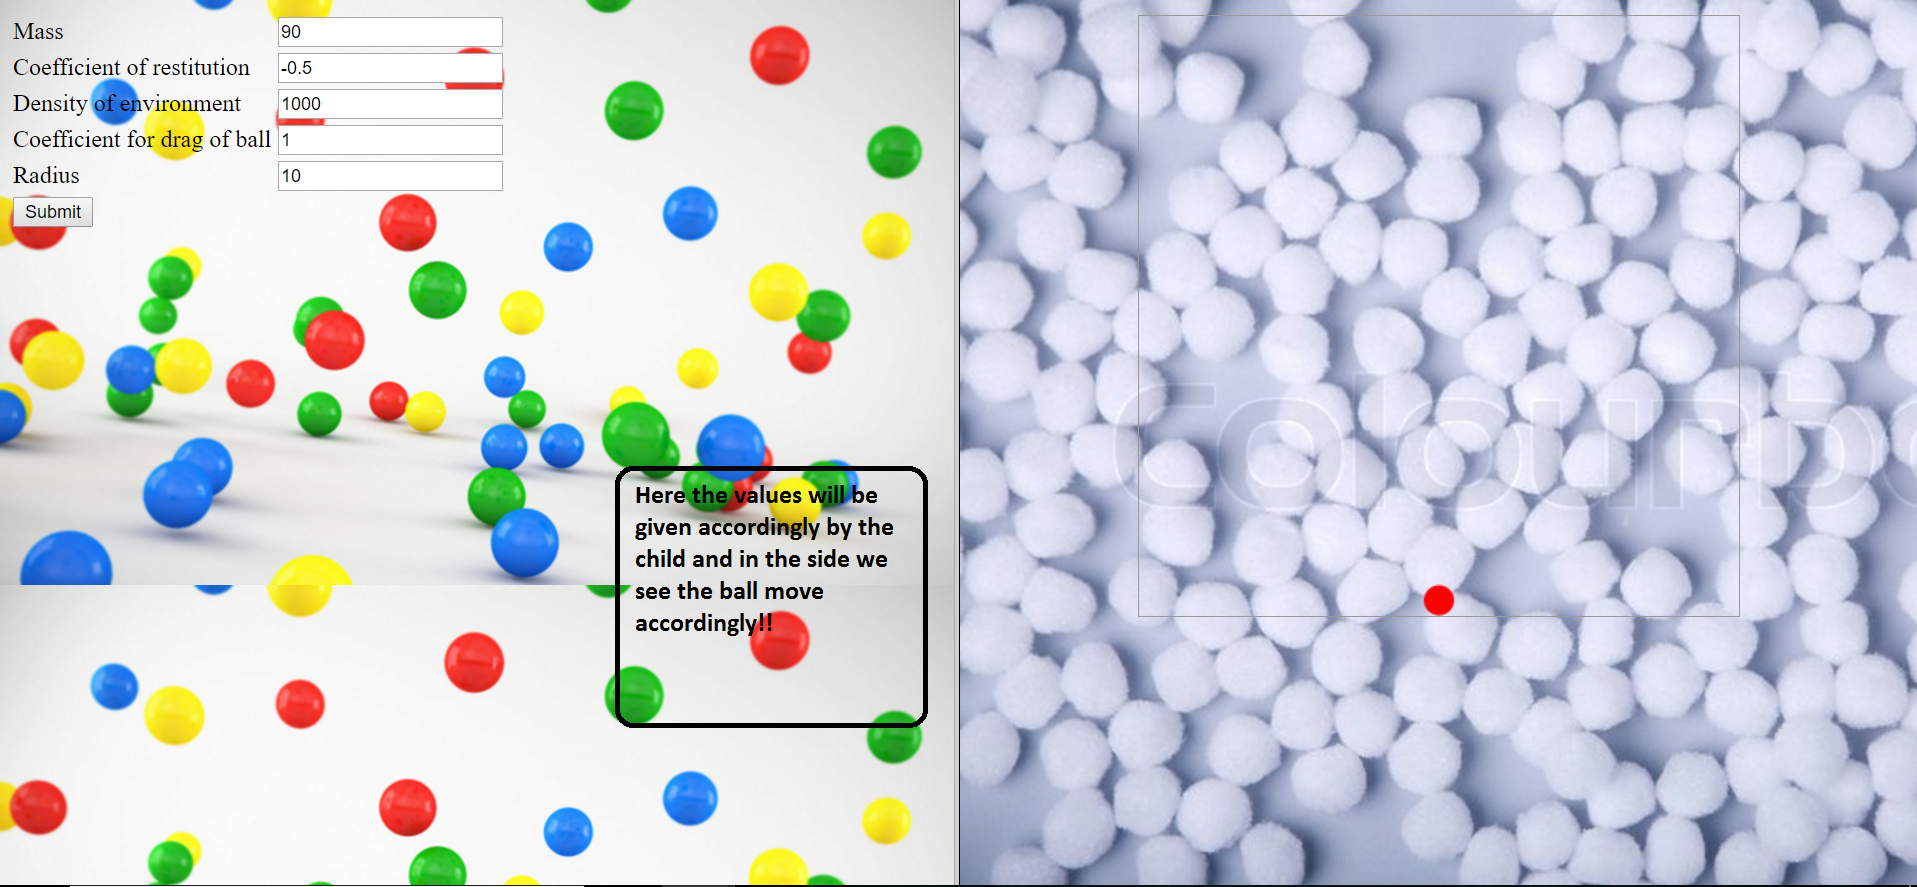 Mass 90
Coefficient of restitution -0.5
Density of environment 1000
Coefficient for drag of ball 1
Radius 10
Submit
Here the values will be
given accordingly by the
child and in the side we
see the ball move
accordingly!!